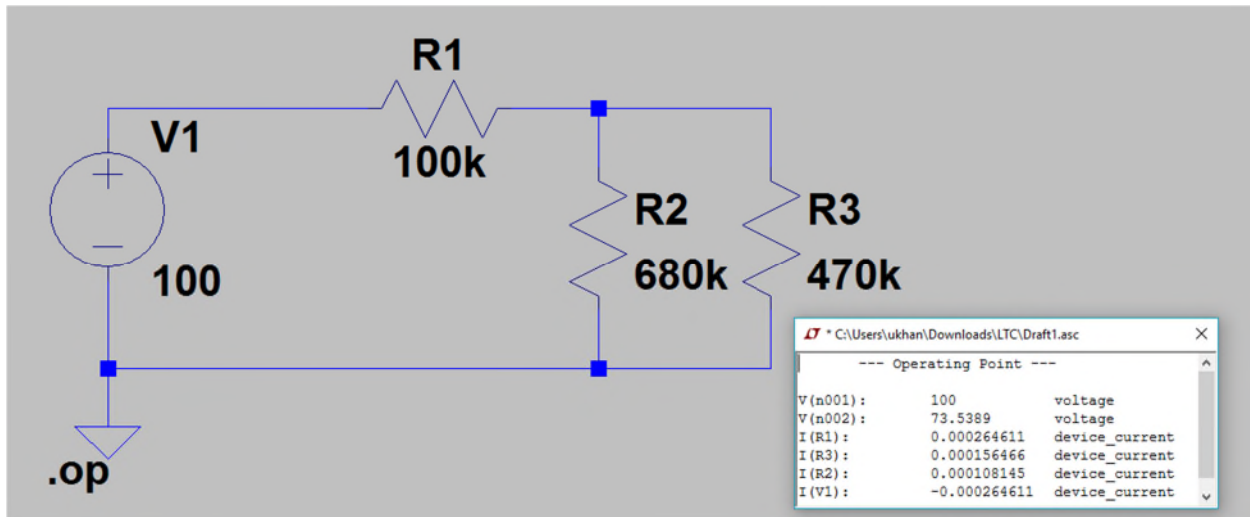 R1
V1
100k
R2
R3
100
680k
470k
* C:\Users\ukhan\Downloads\LTC\Draft1.asc
--- Operating Point ---
V(n001): 100 voltage
V(n002): 73.5389 voltage
I(R1): 0.000264611 device_current
I(R3): 0.000156466 device_current
I(R2): 0.000108145 device_current
I(V1): -0.000264611 device_current
.op